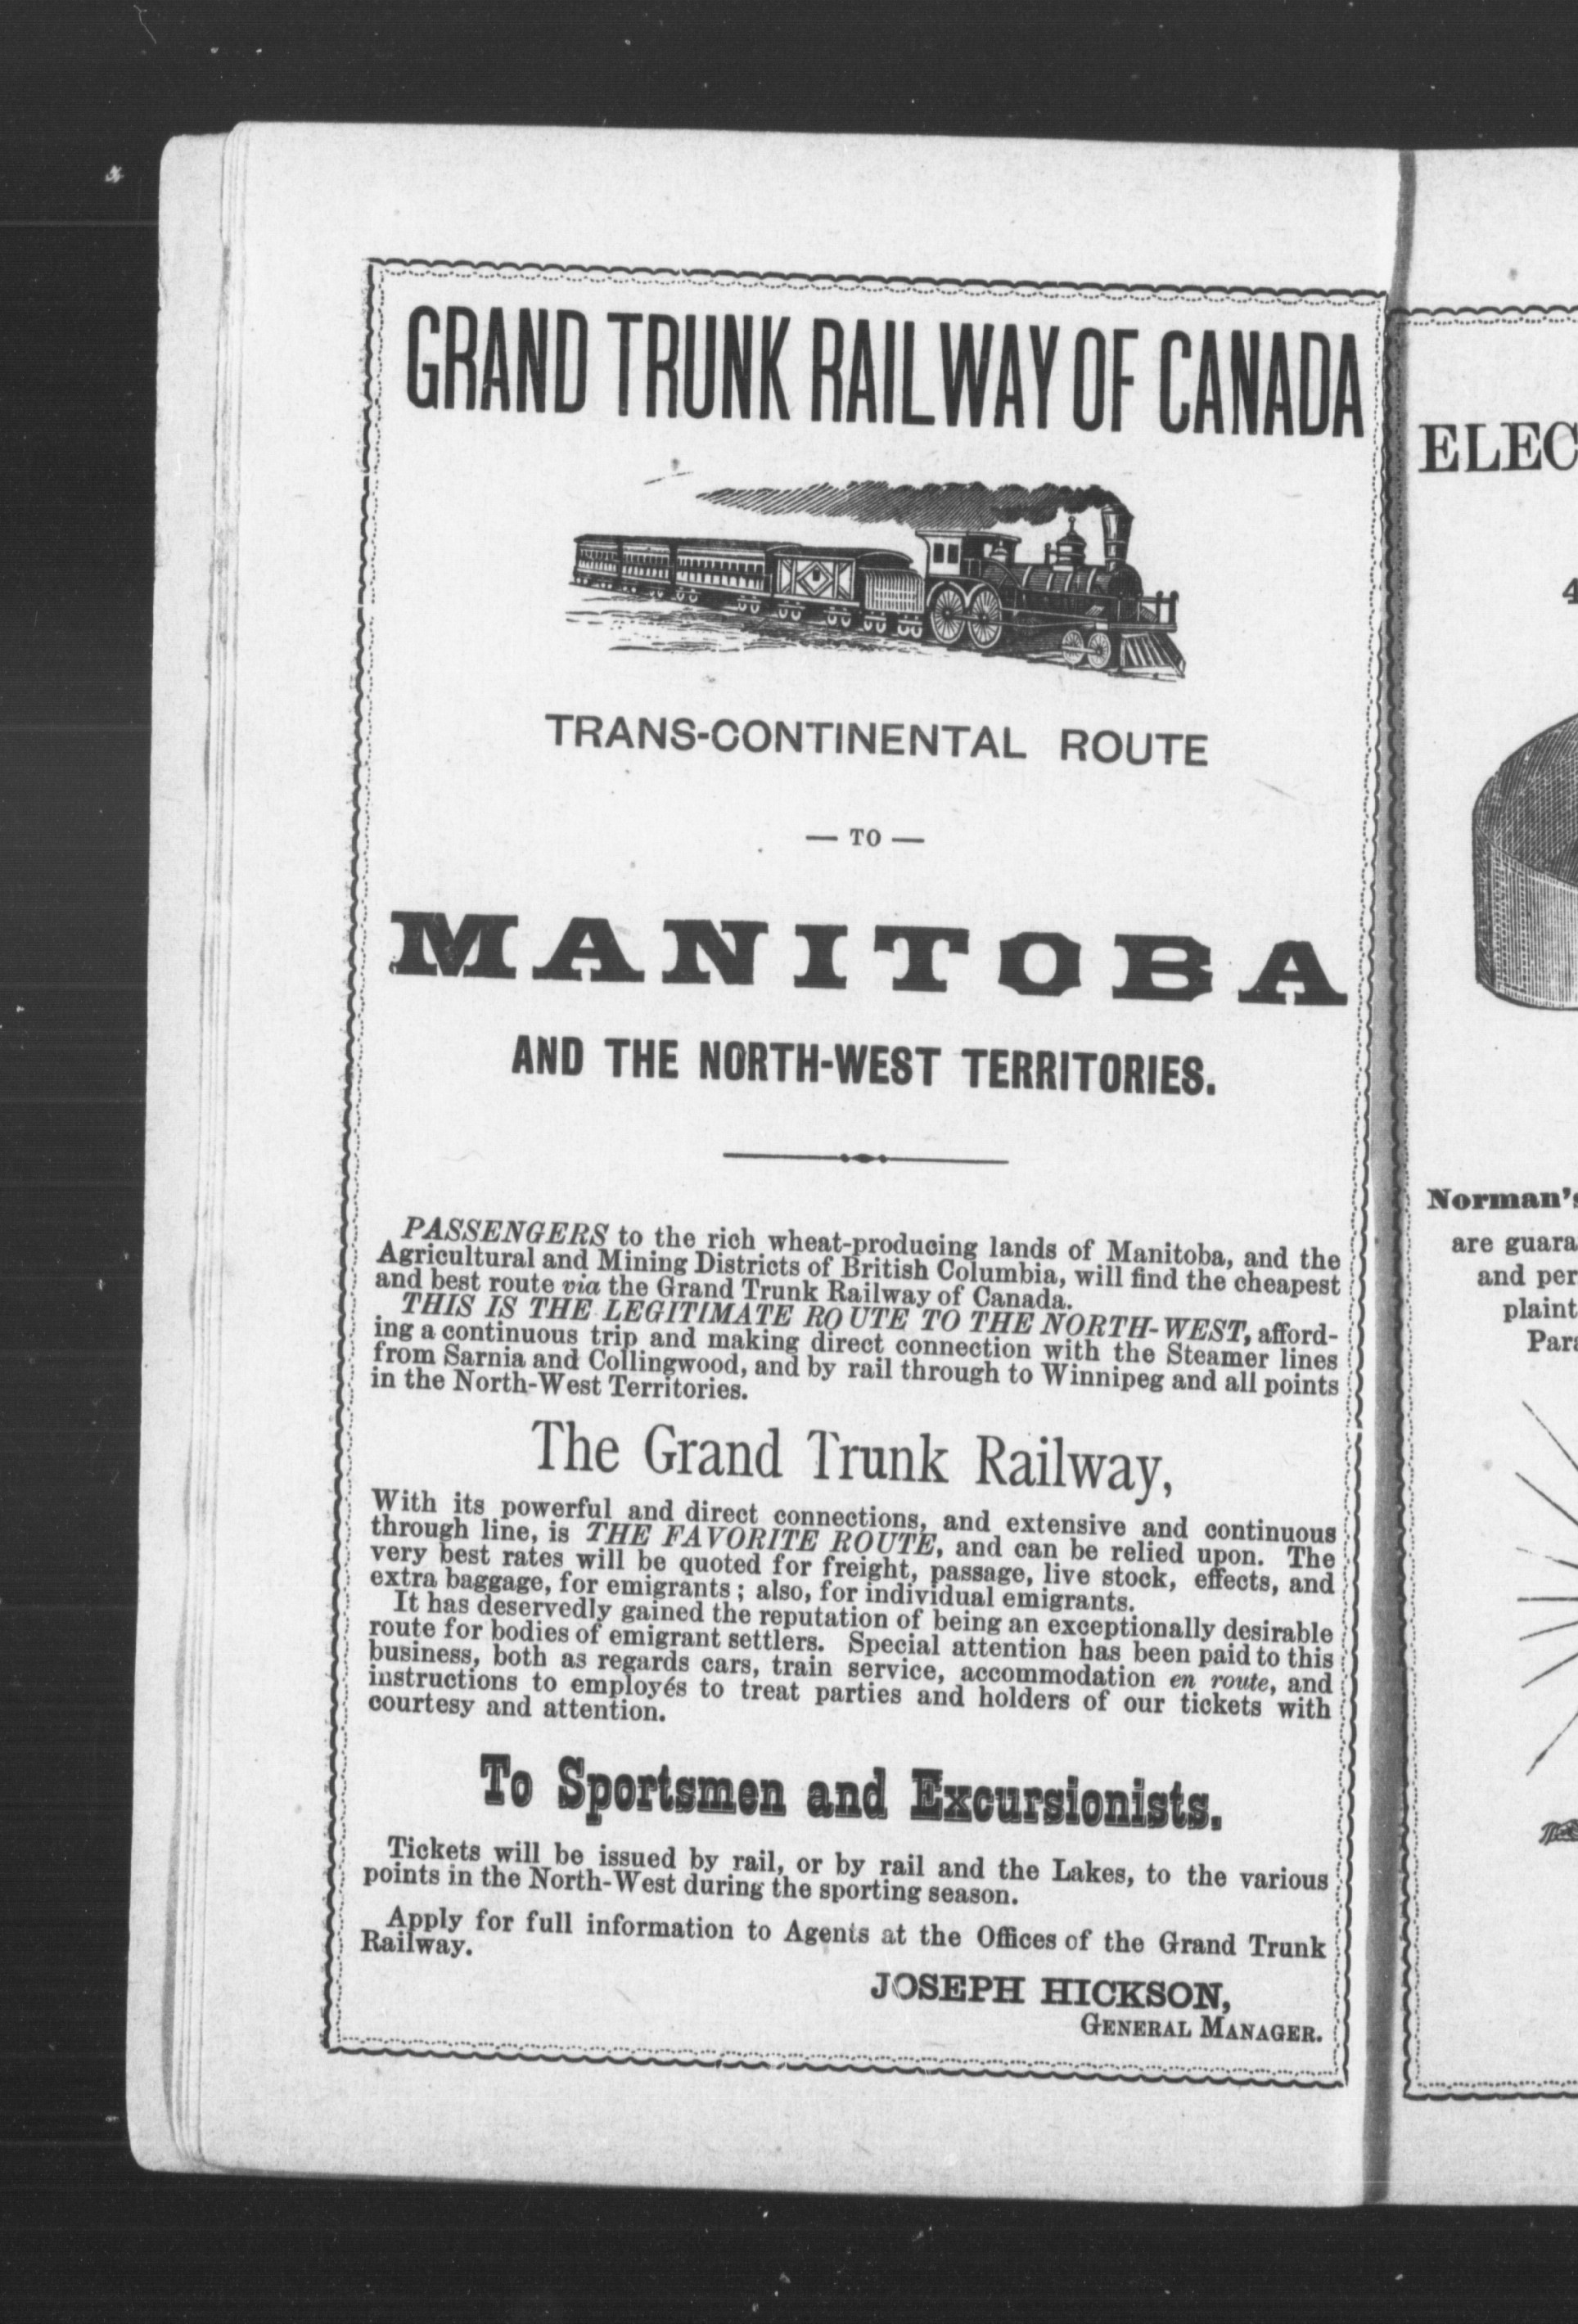 GRAND TRUNK RAILWAY OF CANADA
TRANS-CONTINENTAL ROUTE
— TO —
MANITOBA
AND THE NORTH-WEST TERRITORIES.
PASSENGERS to the rich wheat-producing lands of Manitoba, and the
Agricultural and Mining Districts of British Columbia, will find the cheapest
and best route via the Grand Trunk Railway of Canada.
THIS IS THE LEGITIMATE ROUTE TO THE NORTH-WEST, afford-
ing a continuous trip and making direct connection with the Steamer lines
from Sarnia and Collingwood, and by rail through to Winnipeg and all points
in the North-West Territories.
The Grand Trunk Railway,
With its powerful and direct connections, and extensive and continuous
through line, is THE FAVORITE ROUTE, and can be relied upon. The
very best rates will be quoted for freight, passage, live stock, effects, and
extra baggage, for emigrants; also, for individual emigrants.
It has deservedly gained the reputation of being an exceptionally desirable
route for bodies of emigrant settlers. Special attention has been paid to this
business, both as regards cars, train service, accommodation en route, and
instructions to employés to treat parties and holders of our tickets with
courtesy and attention.
To Sportsmen and Excursionists.
Tickets will be issued by rail, or by rail and the Lakes, to the various
points in the North-West during the sporting season.
Apply for full information to Agents at the Offices of the Grand Trunk
Railway.
JOSEPH HICKSON,
GENERAL MANAGER.
ELEC
4
Norman's
are guara
and per
plaint
Para